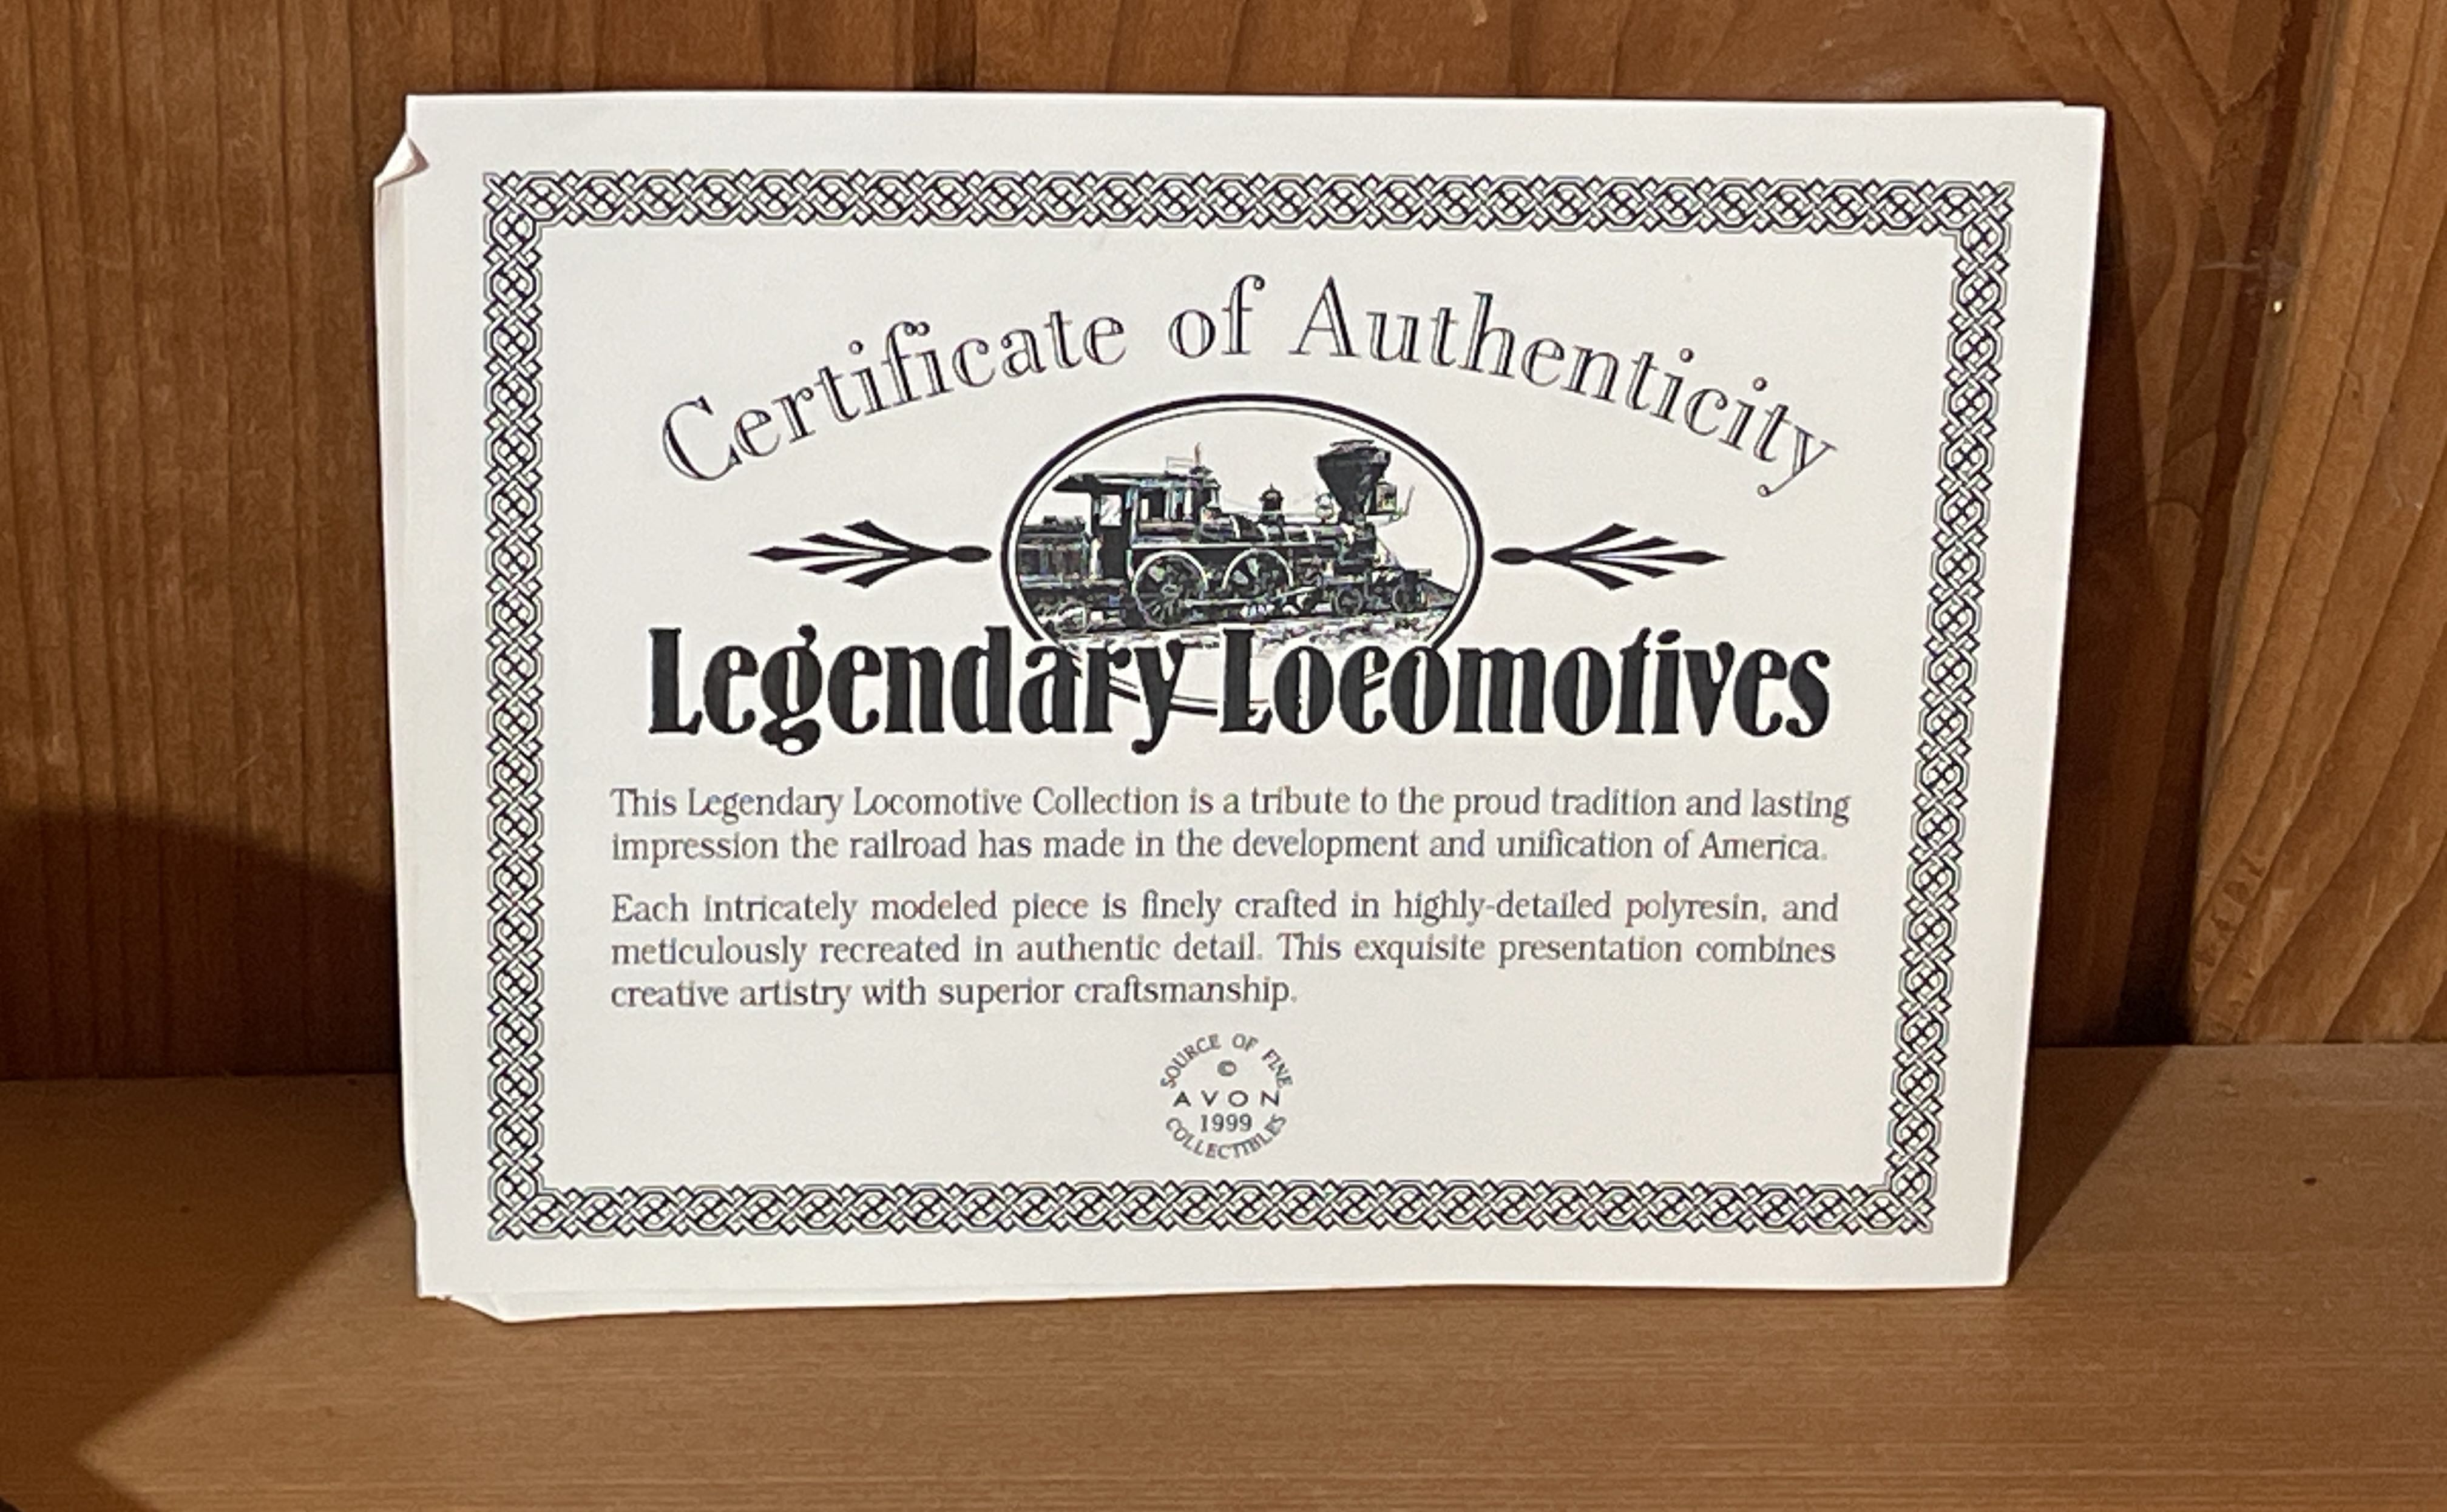 Certificate of Authenticity
Legendary Locomotives
This Legendary Locomotive Collection is a tribute to the proud tradition and lasting
impression the railroad has made in the development and unification of America.
Each intricately modeled piece is finely crafted in highly-detailed polyresin, and
meticulously recreated in authentic detail. This exquisite presentation combines
creative artistry with superior craftsmanship.
SOURCE OF FINE
©
AVON
1999
COLLECTIBLES